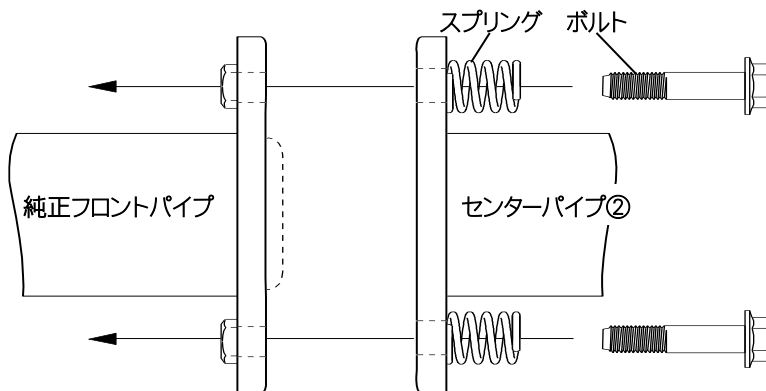 スプリング
ボルト
純正フロントパイプ
センターパイプ②